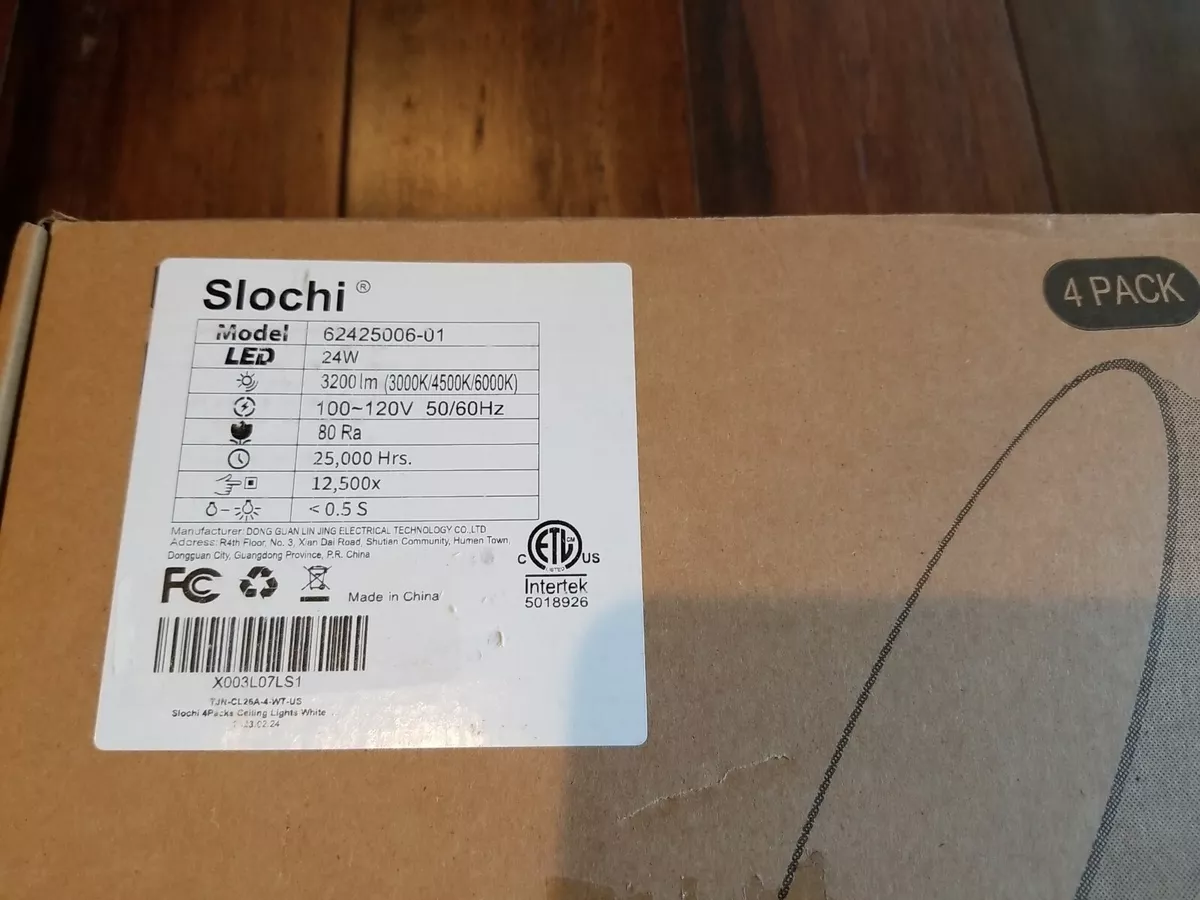 Slochi ®
4 PACK
Model 62425006-01
LED 24W
3200 lm (3000K/4500K/6000K)
100~120V 50/60Hz
80 Ra
25,000 Hrs.
12,500x
< 0.5 S
Manufacturer: DONG GUAN LIN JING ELECTRICAL TECHNOLOGY CO.,LTD
Address: R4th Floor, No. 3, Xian Dai Road, Shutian Community, Humen Town,
Dongguan City, Guangdong Province, P.R. China
C ETL CM US
LISTED
Intertek
5018926
FC Made in China
X003L07LS1
TJN-CL26A-4-WT-US
Slochi 4Packs Ceiling Lights White